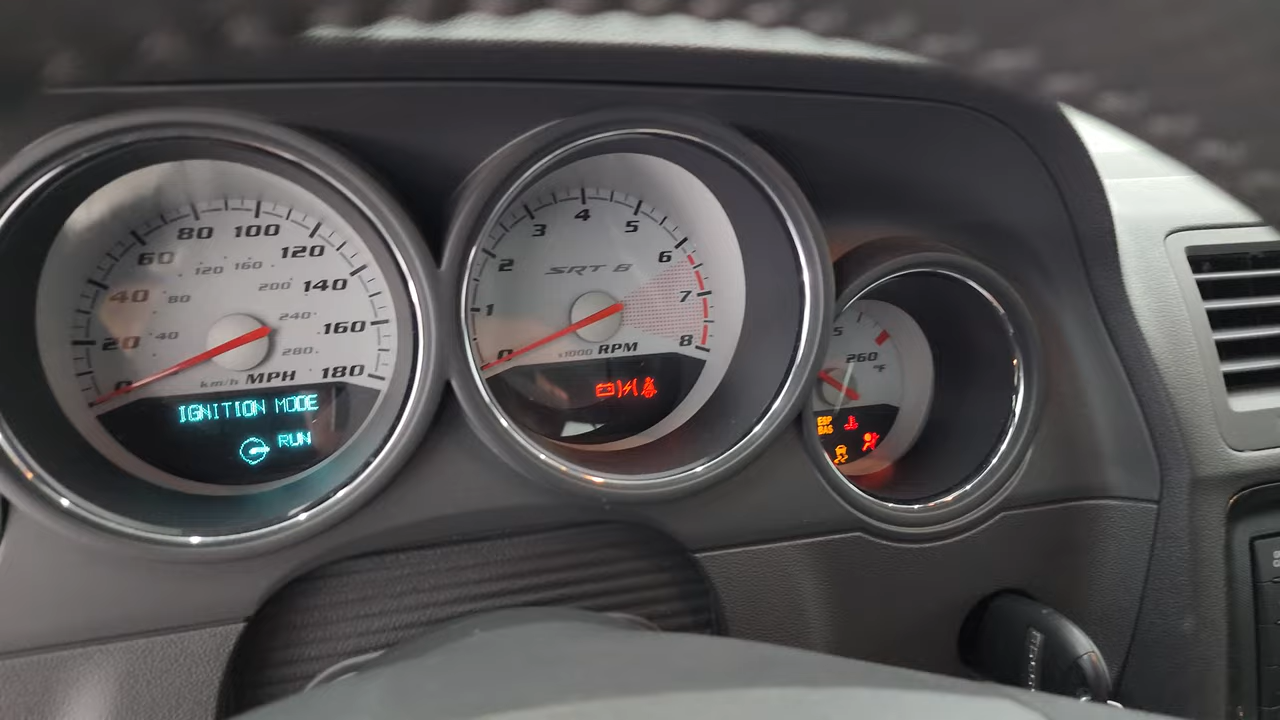 80 100
60 120
120 160
40 80 200 140
20 40 240 160
280
0 km/h MPH 180
IGNITION MODE
RUN
4
3 5
2 6
SRT 8
7
1
0 x1000 RPM 8
260
°F
ESP
BAS